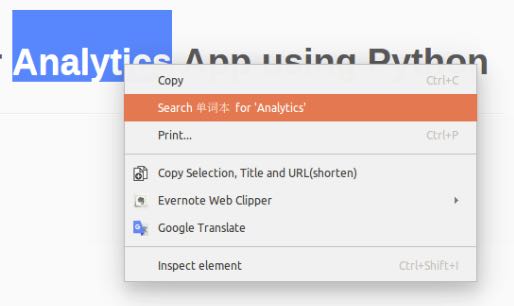 Analytics App using Python
Copy Ctrl+C
Search 单词本 for 'Analytics'
Print... Ctrl+P
Copy Selection, Title and URL(shorten)
Evernote Web Clipper
Google Translate
Inspect element Ctrl+Shift+I